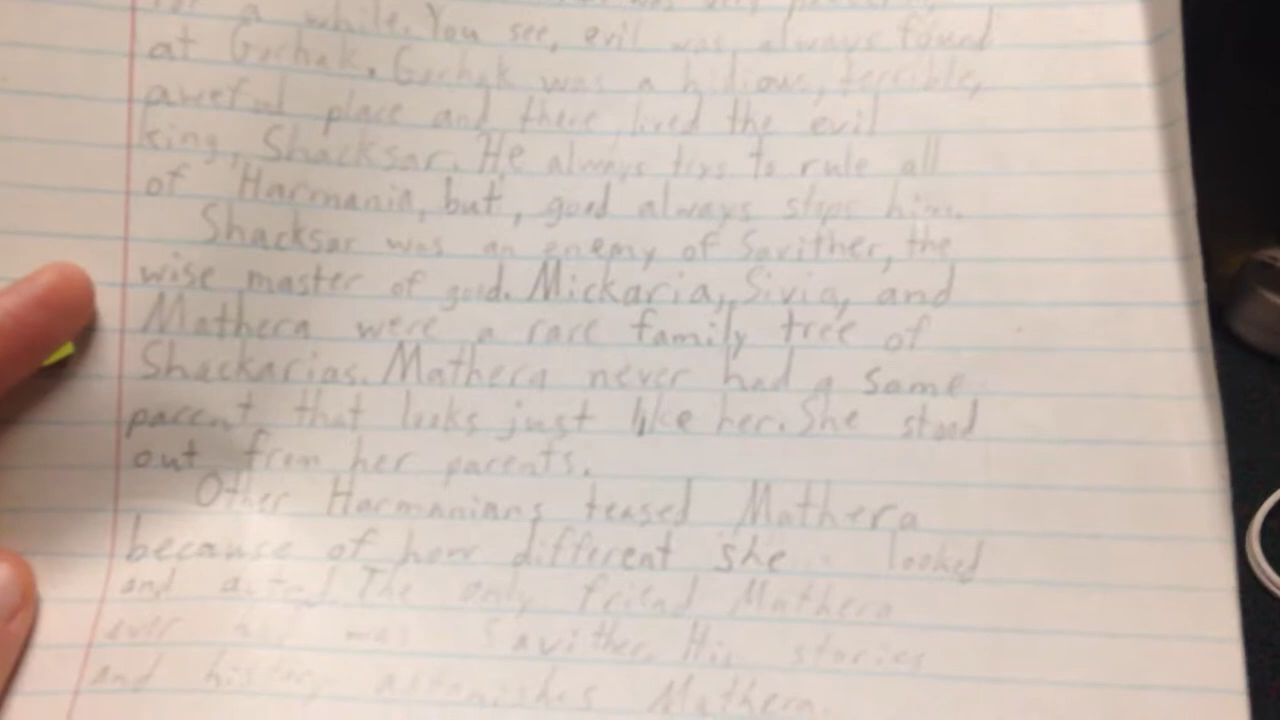 for a while. You see, evil was always found
at Gorhak. Gorhak was a hidious, terrible,
aweful place and there lived the evil
king, Shacksar. He always trys to rule all
of Harmania, but, good always stops him.
Shacksar was an enemy of Savither, the
wise master of good. Mickaria, Sivia, and
Mathera were a rare family tree of
Shackarias. Mathera never had a same
parent that looks just like her. She stood
out from her parents.
Other Harmanians teased Mathera
because of how different she looked
and acted. The only friend Mathera
ever had was Savither. His stories
and history astonishes Mathera.